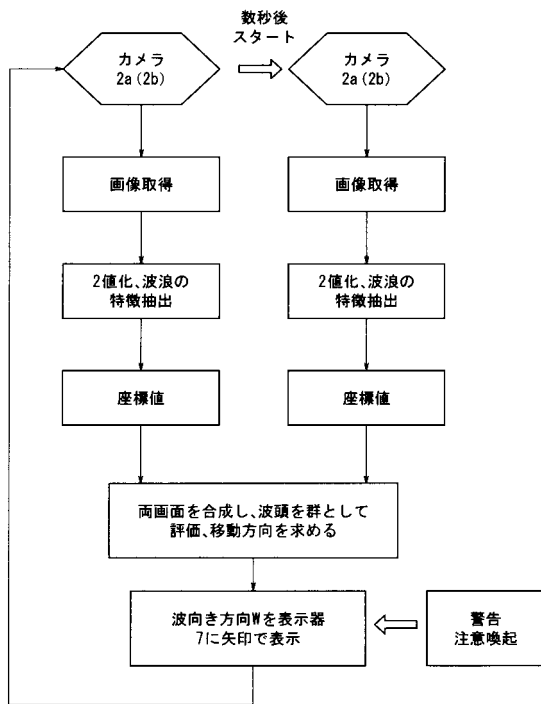 数秒後
スタート
カメラ
2a(2b)
カメラ
2a(2b)
画像取得
画像取得
2値化、波浪の
特徴抽出
2値化、波浪の
特徴抽出
座標値
座標値
両画面を合成し、波頭を群として
評価、移動方向を求める
波向き方向Wを表示器
7に矢印で表示
警告
注意喚起